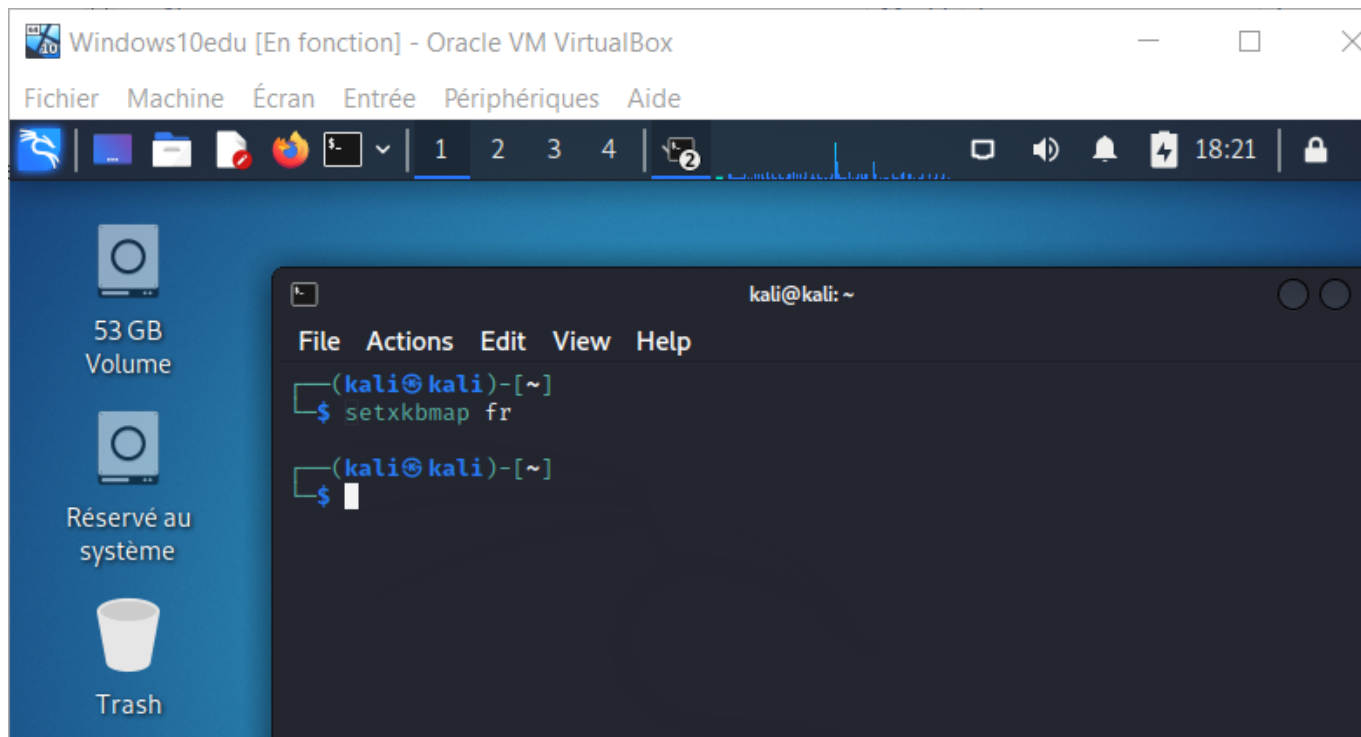 Windows10edu [En fonction] - Oracle VM VirtualBox
Fichier Machine Écran Entrée Périphériques Aide
1 2 3 4 2 18:21
53 GB
Volume
Réservé au
système
Trash
kali@kali: ~
File Actions Edit View Help
┌──(kali㉿kali)-[~]
└─$ setxkbmap fr
┌──(kali㉿kali)-[~]
└─$